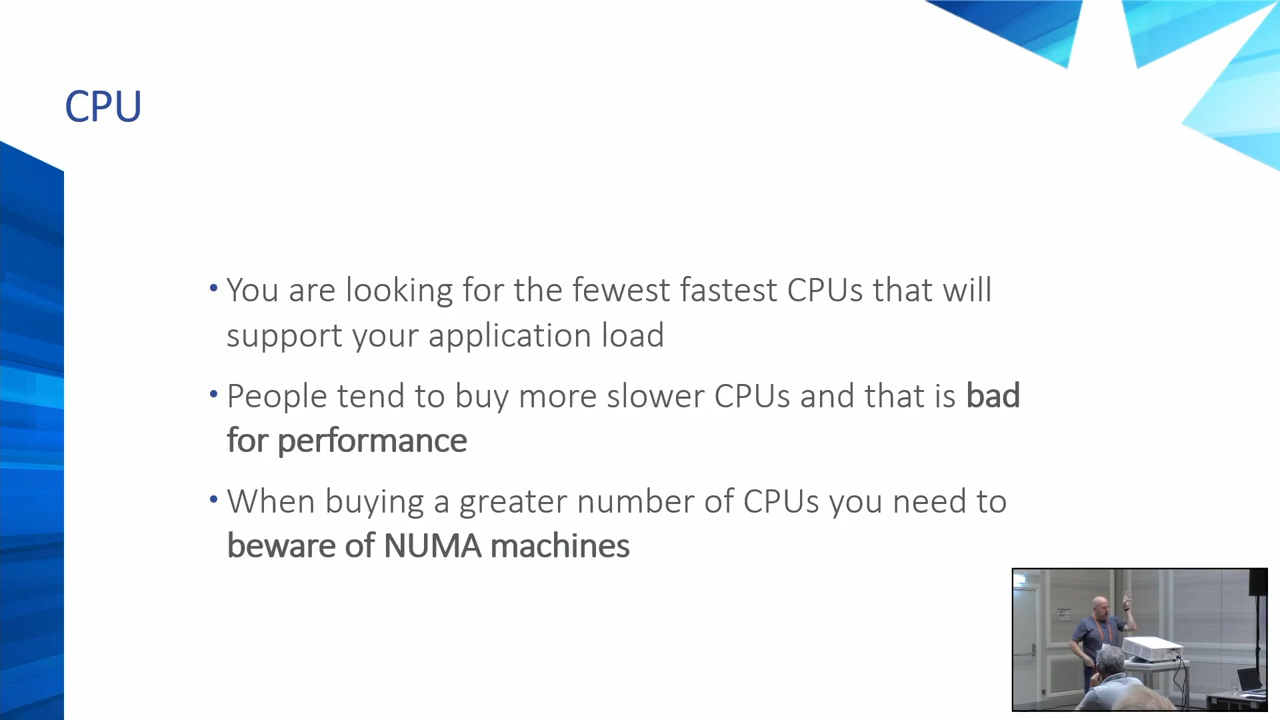 CPU
• You are looking for the fewest fastest CPUs that will
support your application load
• People tend to buy more slower CPUs and that is bad
for performance
• When buying a greater number of CPUs you need to
beware of NUMA machines